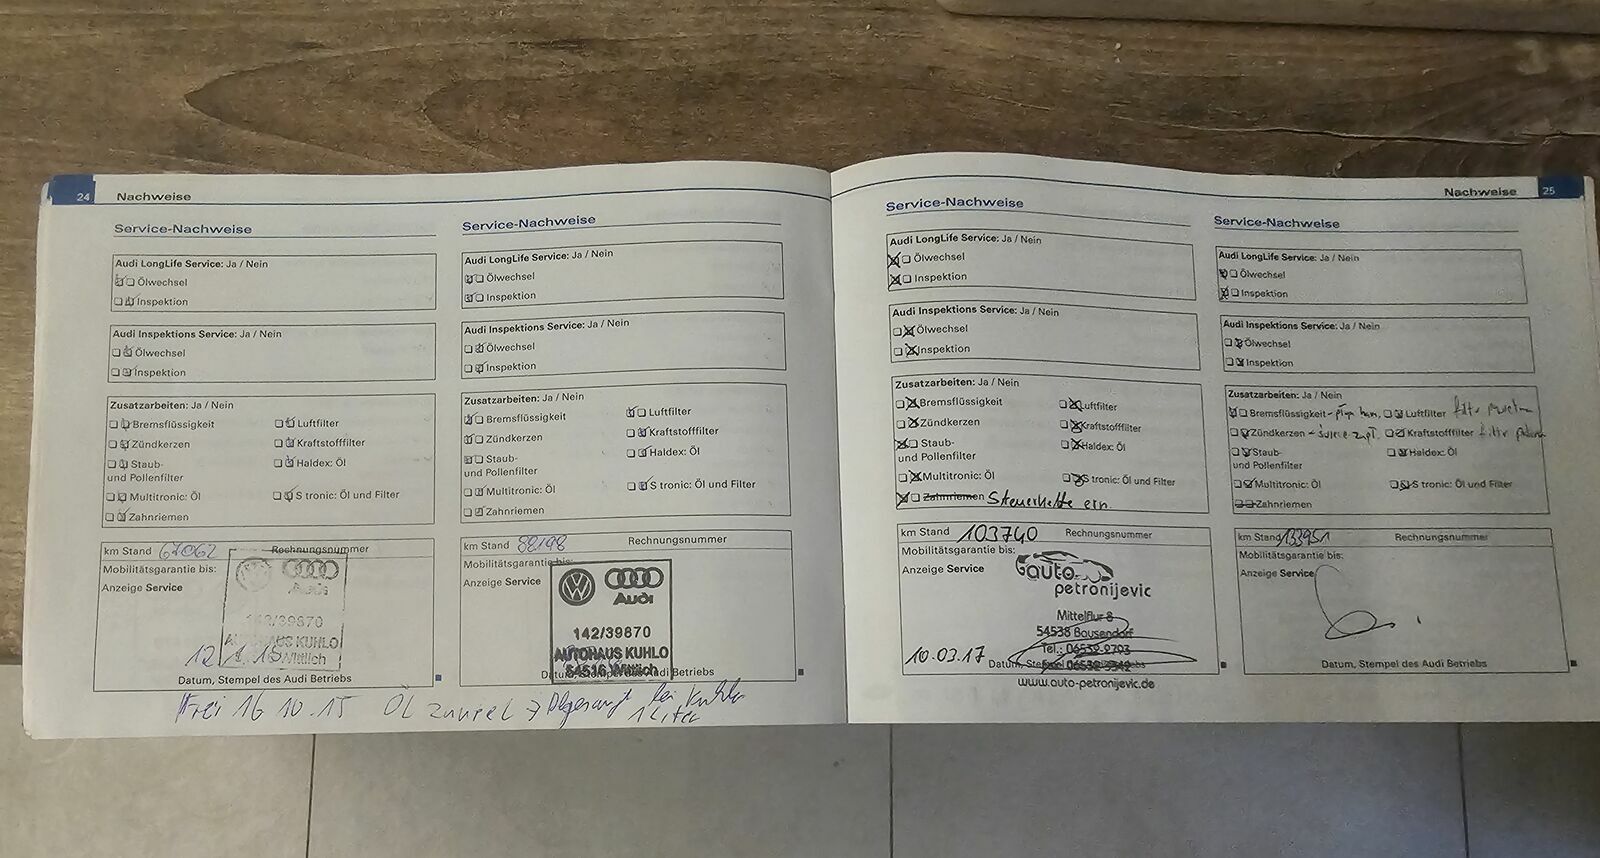 24 Nachweise
Service-Nachweise
Audi LongLife Service: Ja / Nein
Ölwechsel
Inspektion
Audi Inspektions Service: Ja / Nein
Ölwechsel
Inspektion
Zusatzarbeiten: Ja / Nein
Bremsflüssigkeit
Luftfilter
Zündkerzen
Kraftstofffilter
Staub-
und Pollenfilter
Haldex: Öl
Multitronic: Öl
S tronic: Öl und Filter
Zahnriemen
km Stand 67062 Rechnungsnummer
Mobilitätsgarantie bis:
Anzeige Service
Audi
142/39870
AUTOHAUS KUHLO
Wittlich
Datum, Stempel des Audi Betriebs
Service-Nachweise
Audi LongLife Service: Ja / Nein
Ölwechsel
Inspektion
Audi Inspektions Service: Ja / Nein
Ölwechsel
Inspektion
Zusatzarbeiten: Ja / Nein
Bremsflüssigkeit
Luftfilter
Zündkerzen
Kraftstofffilter
Staub-
und Pollenfilter
Haldex: Öl
Multitronic: Öl
S tronic: Öl und Filter
Zahnriemen
km Stand 88198 Rechnungsnummer
Mobilitätsgarantie bis:
Anzeige Service
Audi
142/39870
AUTOHAUS KUHLO
54516 Wittlich
Datum, Stempel des Audi Betriebs
16 10.15 ÖL zuviel → Abgesaugt bei Kuhlo
1 Liter
Nachweise 25
Service-Nachweise
Audi LongLife Service: Ja / Nein
Ölwechsel
Inspektion
Audi Inspektions Service: Ja / Nein
Ölwechsel
Inspektion
Zusatzarbeiten: Ja / Nein
Bremsflüssigkeit
Luftfilter
Zündkerzen
Kraftstofffilter
Staub-
und Pollenfilter
Haldex: Öl
Multitronic: Öl
S tronic: Öl und Filter
Zahnriemen Steuerkette ern.
km Stand 103740 Rechnungsnummer
Mobilitätsgarantie bis:
Anzeige Service
auto
petronijevic
Mittelflur 8
54538 Bausendorf
Tel.: 06532-2793
10.03.17
Datum, Stempel des Audi Betriebs
www.auto-petronijevic.de
Service-Nachweise
Audi LongLife Service: Ja / Nein
Ölwechsel
Inspektion
Audi Inspektions Service: Ja / Nein
Ölwechsel
Inspektion
Zusatzarbeiten: Ja / Nein
Bremsflüssigkeit
Luftfilter
Zündkerzen
Kraftstofffilter
Staub-
und Pollenfilter
Haldex: Öl
Multitronic: Öl
S tronic: Öl und Filter
Zahnriemen
km Stand 133951 Rechnungsnummer
Mobilitätsgarantie bis:
Anzeige Service
Datum, Stempel des Audi Betriebs